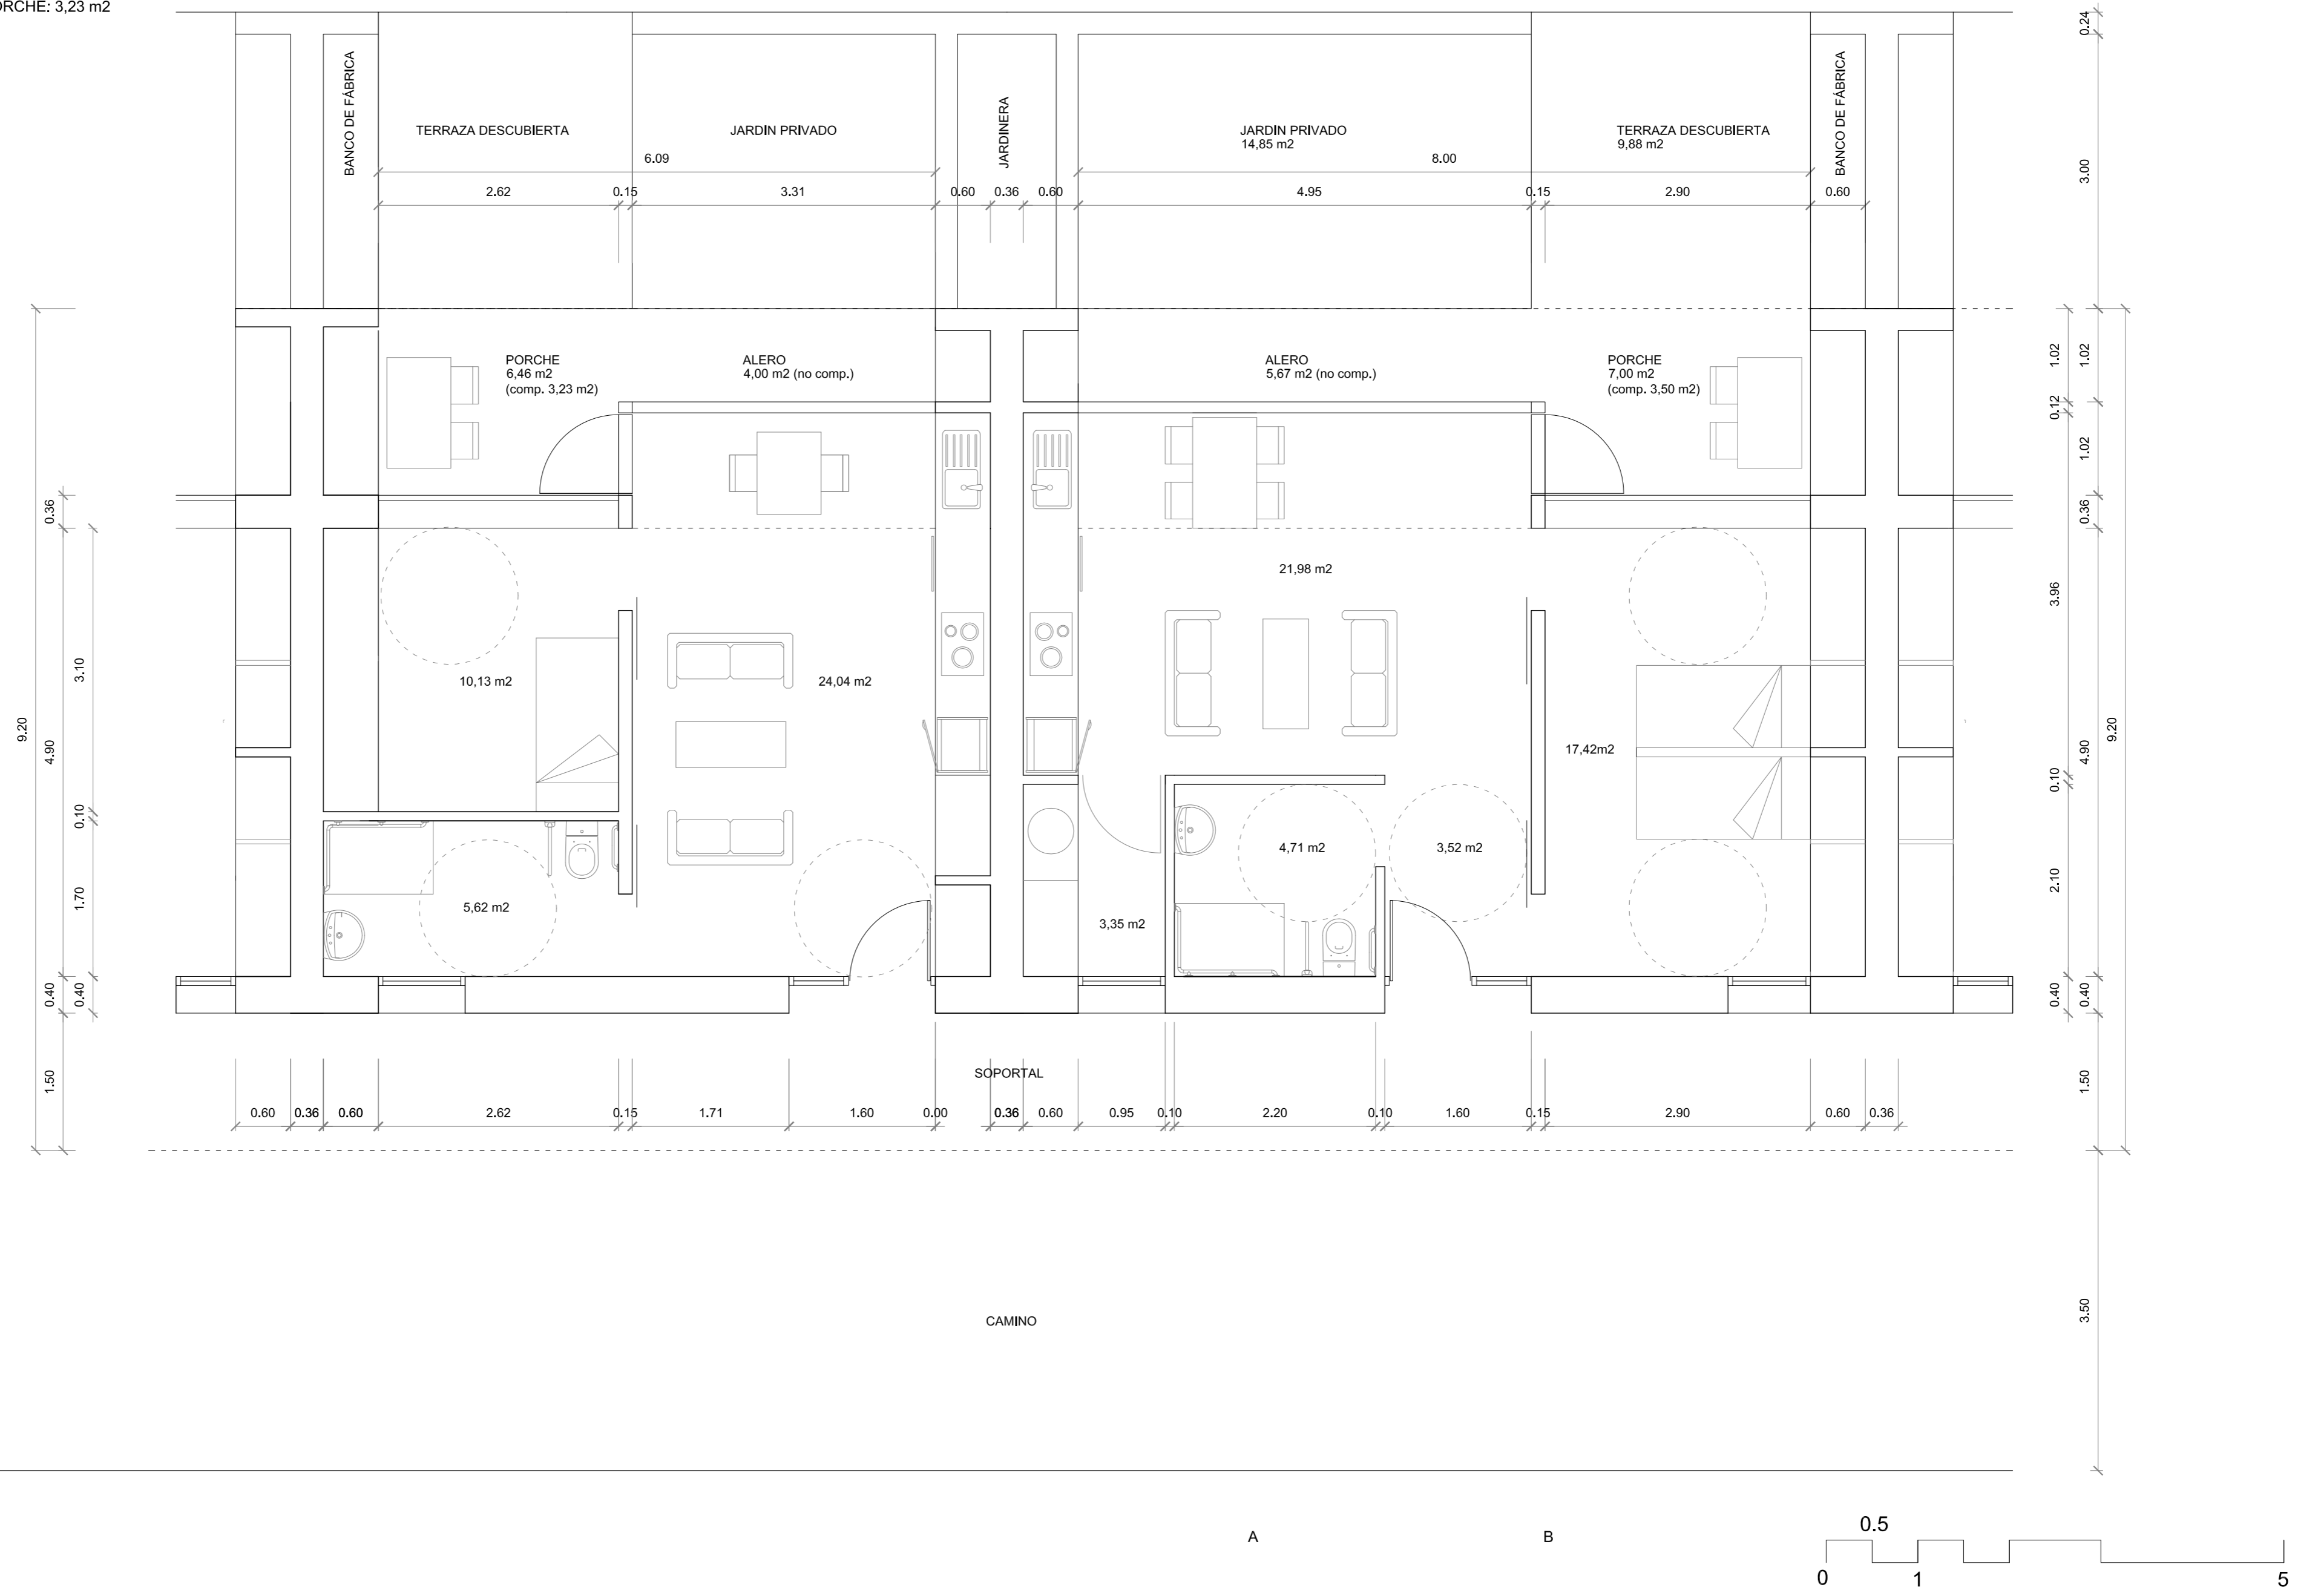 ORCHE: 3,23 m2
BANCO DE FÁBRICA
TERRAZA DESCUBIERTA
JARDIN PRIVADO
JARDINERA
JARDIN PRIVADO
14,85 m2
TERRAZA DESCUBIERTA
9,88 m2
BANCO DE FÁBRICA
6.09
8.00
2.62
0.15
3.31
0.60
0.36
0.60
4.95
0.15
2.90
0.60
0.24
3.00
PORCHE
6,46 m2
(comp. 3,23 m2)
ALERO
4,00 m2 (no comp.)
ALERO
5,67 m2 (no comp.)
PORCHE
7,00 m2
(comp. 3,50 m2)
1.02
1.02
0.12
1.02
0.36
0.36
21,98 m2
3.96
3.10
10,13 m2
24,04 m2
9.20
4.90
17,42m2
4.90
9.20
0.10
0.10
4,71 m2
3,52 m2
1.70
5,62 m2
3,35 m2
2.10
0.40
0.40
0.40
0.40
1.50
SOPORTAL
1.50
0.60
0.36
0.60
2.62
0.15
1.71
1.60
0.00
0.36
0.60
0.95
0.10
2.20
0.10
1.60
0.15
2.90
0.60
0.36
CAMINO
3.50
A
B
0.5
0
1
5